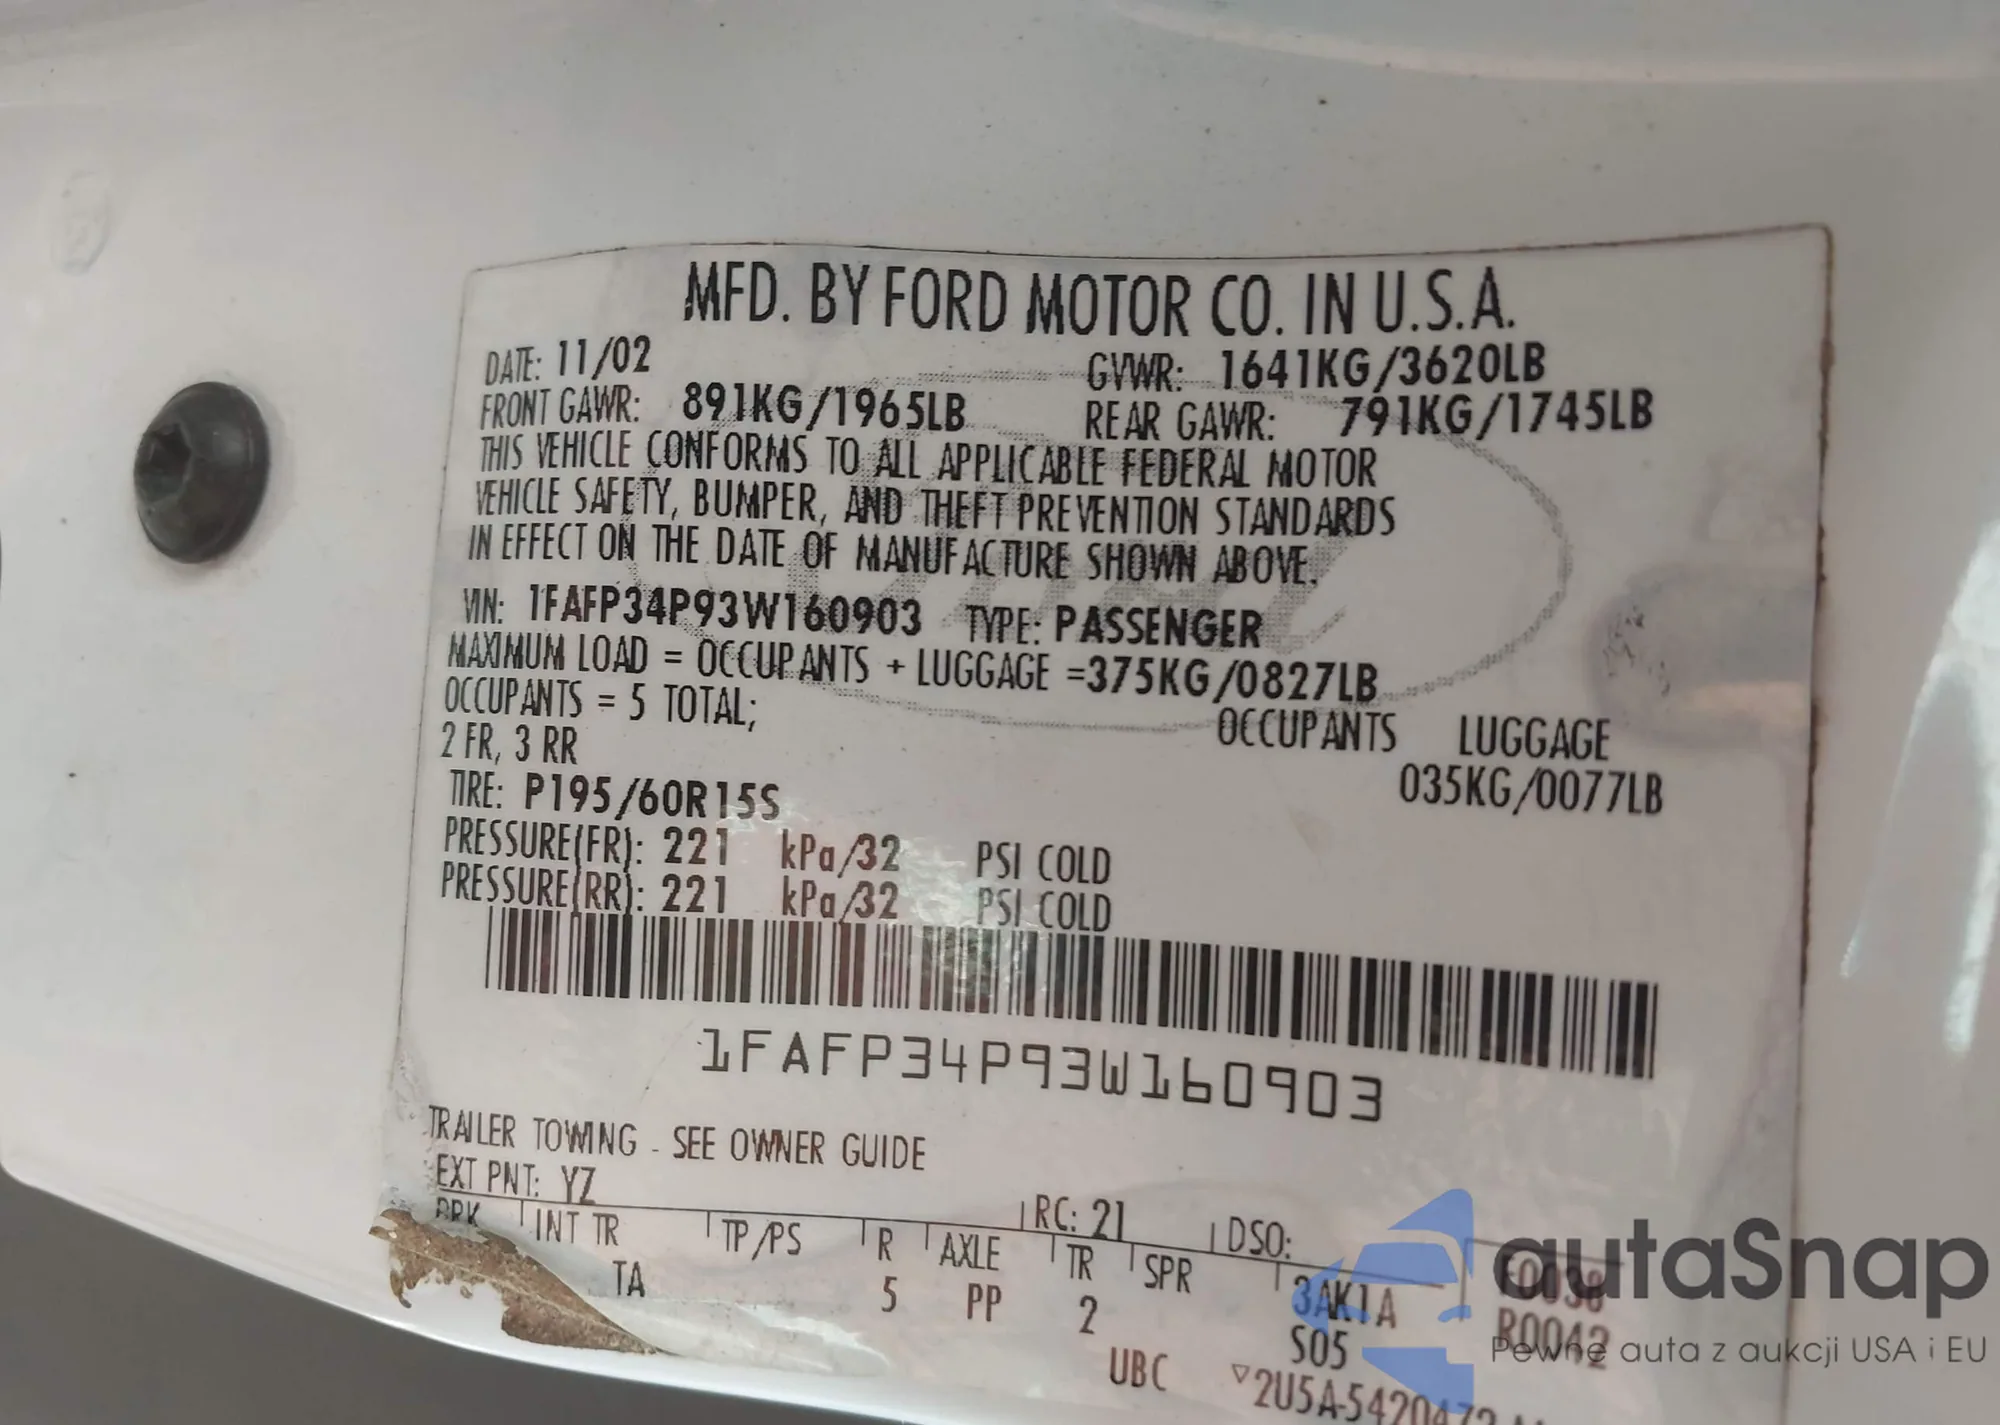 MFD. BY FORD MOTOR CO. IN U.S.A.
DATE: 11/02 GVWR: 1641KG/3620LB
FRONT GAWR: 891KG/1965LB REAR GAWR: 791KG/1745LB
THIS VEHICLE CONFORMS TO ALL APPLICABLE FEDERAL MOTOR
VEHICLE SAFETY, BUMPER, AND THEFT PREVENTION STANDARDS
IN EFFECT ON THE DATE OF MANUFACTURE SHOWN ABOVE.
VIN: 1FAFP34P93W160903 TYPE: PASSENGER
MAXIMUM LOAD = OCCUPANTS + LUGGAGE =375KG/0827LB
OCCUPANTS = 5 TOTAL; OCCUPANTS LUGGAGE
2 FR, 3 RR 035KG/0077LB
TIRE: P195/60R15S
PRESSURE(FR): 221 kPa/32 PSI COLD
PRESSURE(RR): 221 kPa/32 PSI COLD
1FAFP34P93W160903
TRAILER TOWING - SEE OWNER GUIDE
EXT PNT: YZ RC: 21 DSO:
BRK INT TR TP/PS R AXLE TR SPR 3AK1A F0038
TA 5 PP 2 S05 R0042
UBC ▽2U5A-5420472-
autaSnap
Pewne auta z aukcji USA i EU